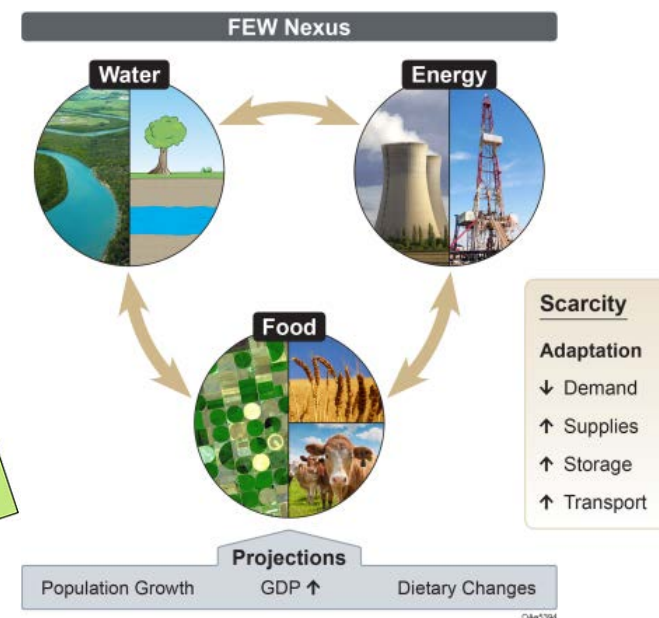 FEW Nexus
Water
Energy
Food
Scarcity
Adaptation
↓ Demand
↑ Supplies
↑ Storage
↑ Transport
Projections
Population Growth GDP ↑ Dietary Changes